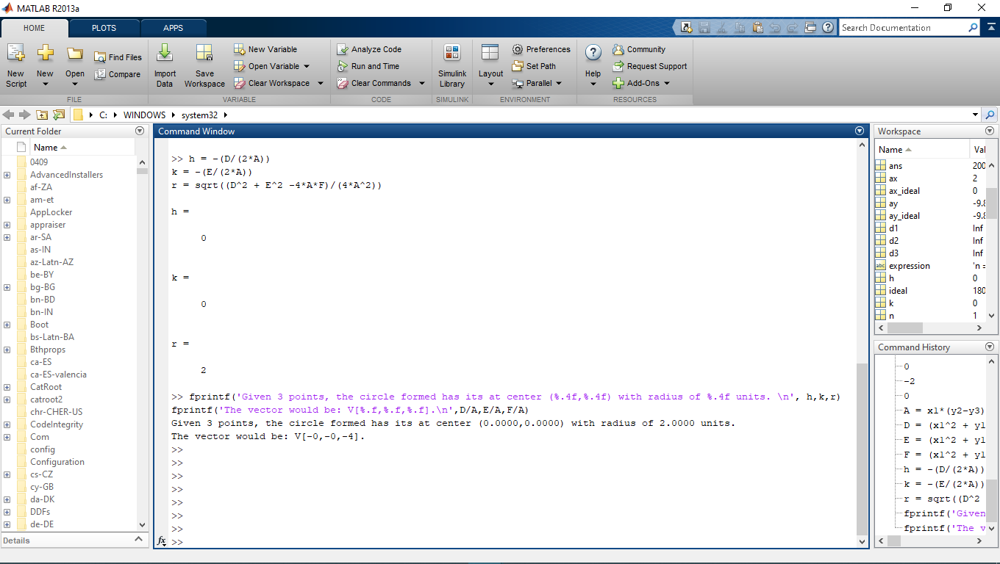 MATLAB R2013a
HOME PLOTS APPS
Search Documentation
New Script
New
Open
Find Files
Compare
FILE
Import Data
Save Workspace
New Variable
Open Variable
Clear Workspace
VARIABLE
Analyze Code
Run and Time
Clear Commands
CODE
Simulink Library
SIMULINK
Layout
Preferences
Set Path
Parallel
ENVIRONMENT
Help
Community
Request Support
Add-Ons
RESOURCES
C: WINDOWS system32
Current Folder
Name
0409
AdvancedInstallers
af-ZA
am-et
AppLocker
appraiser
ar-SA
as-IN
az-Latn-AZ
be-BY
bg-BG
bn-BD
bn-IN
Boot
bs-Latn-BA
Bthprops
ca-ES
ca-ES-valencia
CatRoot
catroot2
chr-CHER-US
CodeIntegrity
Com
config
Configuration
cs-CZ
cy-GB
da-DK
DDFs
de-DE
Details
Command Window
>> h = -(D/(2*A))
k = -(E/(2*A))
r = sqrt((D^2 + E^2 -4*A*F)/(4*A^2))
h =
0
k =
0
r =
2
>> fprintf('Given 3 points, the circle formed has its at center (%.4f,%.4f) with radius of %.4f units. \n', h,k,r)
fprintf('The vector would be: V[%.f,%.f,%.f].\n',D/A,E/A,F/A)
Given 3 points, the circle formed has its at center (0.0000,0.0000) with radius of 2.0000 units.
The vector would be: V[-0,-0,-4].
>>
>>
>>
>>
>>
>>
>>
fx >>
Workspace
Name Val
ans 200
ax 2
ax_ideal 0
ay -9.8
ay_ideal -9.8
d1 Inf
d2 Inf
d3 Inf
abc expression 'n =
h 0
ideal 180
k 0
n 1
Command History
0
-2
0
A = x1*(y2-y3)
D = (x1^2 + y1
E = (x1^2 + y1
F = (x1^2 + y1
h = -(D/(2*A))
k = -(E/(2*A))
r = sqrt((D^2
fprintf('Given
fprintf('The v